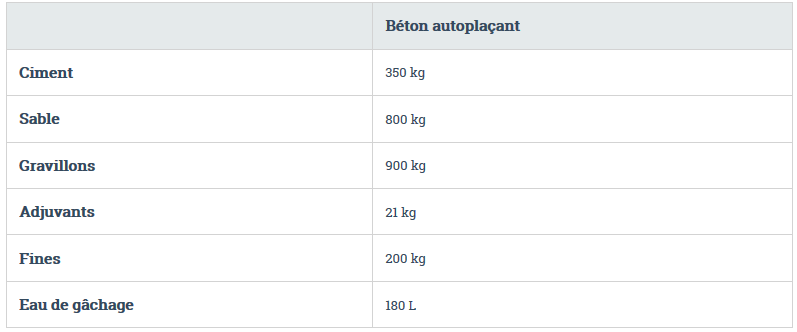 Béton autoplaçant
Ciment 350 kg
Sable 800 kg
Gravillons 900 kg
Adjuvants 21 kg
Fines 200 kg
Eau de gâchage 180 L